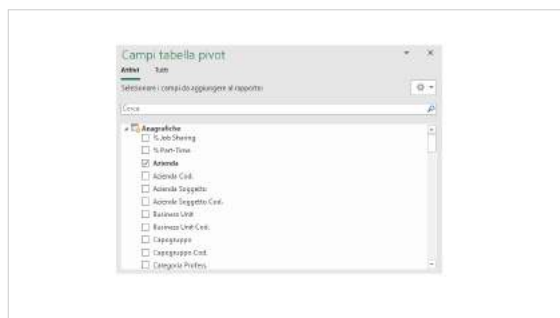 Campi tabella pivot
Attivi Tutti
Selezionare i campi da aggiungere al rapporto:
Cerca
Anagrafiche
% Job Sharing
% Part-Time
Azienda
Azienda Cod.
Azienda Soggetto
Azienda Soggetto Cod.
Business Unit
Business Unit Cod.
Capogruppo
Capogruppo Cod.
Categoria Profess.